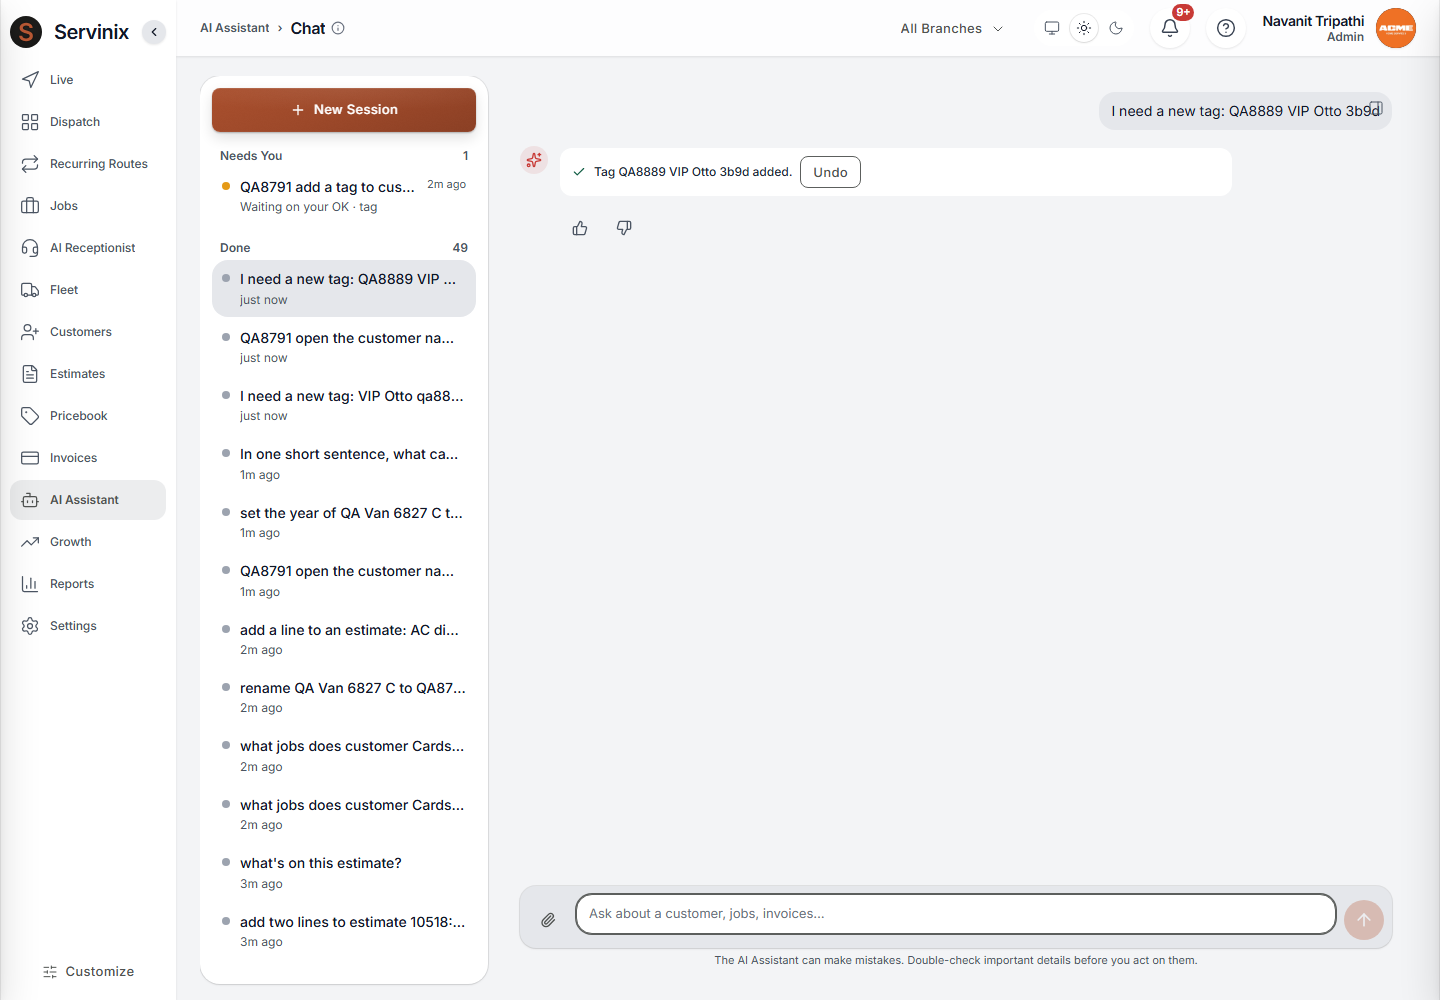 Servinix
Live
Dispatch
Recurring Routes
Jobs
AI Receptionist
Fleet
Customers
Estimates
Pricebook
Invoices
AI Assistant
Growth
Reports
Settings
Customize
AI Assistant › Chat
All Branches
9+
Navanit Tripathi
Admin
ACME
+ New Session
Needs You 1
QA8791 add a tag to cus... 2m ago
Waiting on your OK · tag
Done 49
I need a new tag: QA8889 VIP ...
just now
QA8791 open the customer na...
just now
I need a new tag: VIP Otto qa88...
just now
In one short sentence, what ca...
1m ago
set the year of QA Van 6827 C t...
1m ago
QA8791 open the customer na...
1m ago
add a line to an estimate: AC di...
2m ago
rename QA Van 6827 C to QA87...
2m ago
what jobs does customer Cards...
2m ago
what jobs does customer Cards...
2m ago
what's on this estimate?
3m ago
add two lines to estimate 10518:...
3m ago
I need a new tag: QA8889 VIP Otto 3b9d
Tag QA8889 VIP Otto 3b9d added. Undo
Ask about a customer, jobs, invoices...
The AI Assistant can make mistakes. Double-check important details before you act on them.